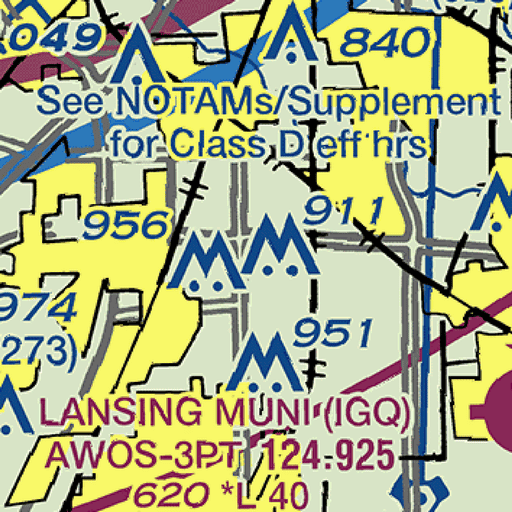 049
840
See NOTAMs/Supplement
for Class D eff hrs
956
911
974
273)
951
LANSING MUNI (IGQ)
AWOS-3PT 124.925
620 *L 40